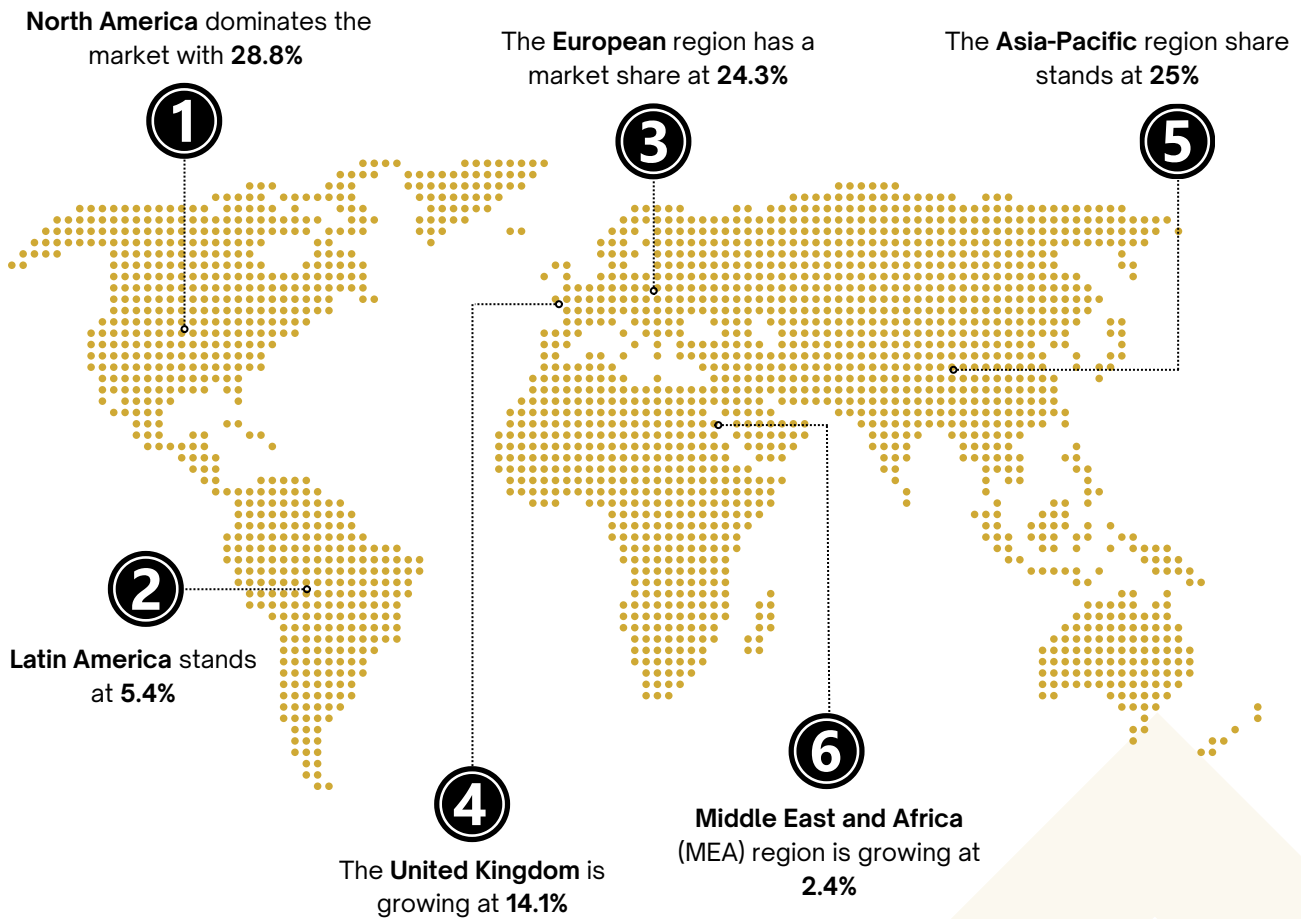 North America dominates the
market with 28.8%
1
The European region has a
market share at 24.3%
3
The Asia-Pacific region share
stands at 25%
5
2
Latin America stands
at 5.4%
4
The United Kingdom is
growing at 14.1%
6
Middle East and Africa
(MEA) region is growing at
2.4%